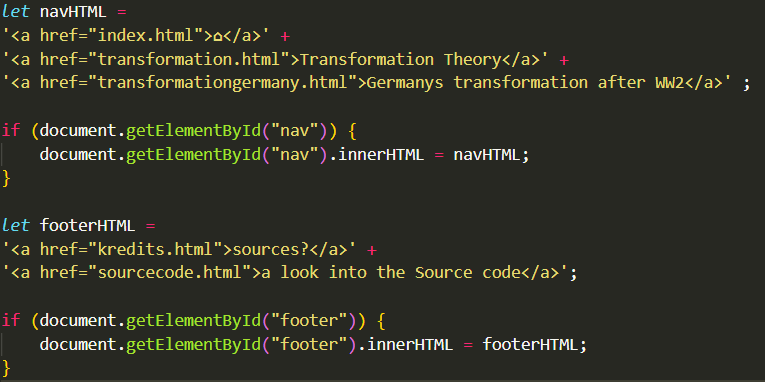 let navHTML =
'<a href="index.html">⌂</a>' +
'<a href="transformation.html">Transformation Theory</a>' +
'<a href="transformationgermany.html">Germanys transformation after WW2</a>' ;
if (document.getElementById("nav")) {
document.getElementById("nav").innerHTML = navHTML;
}
let footerHTML =
'<a href="kredits.html">sources?</a>' +
'<a href="sourcecode.html">a look into the Source code</a>';
if (document.getElementById("footer")) {
document.getElementById("footer").innerHTML = footerHTML;
}